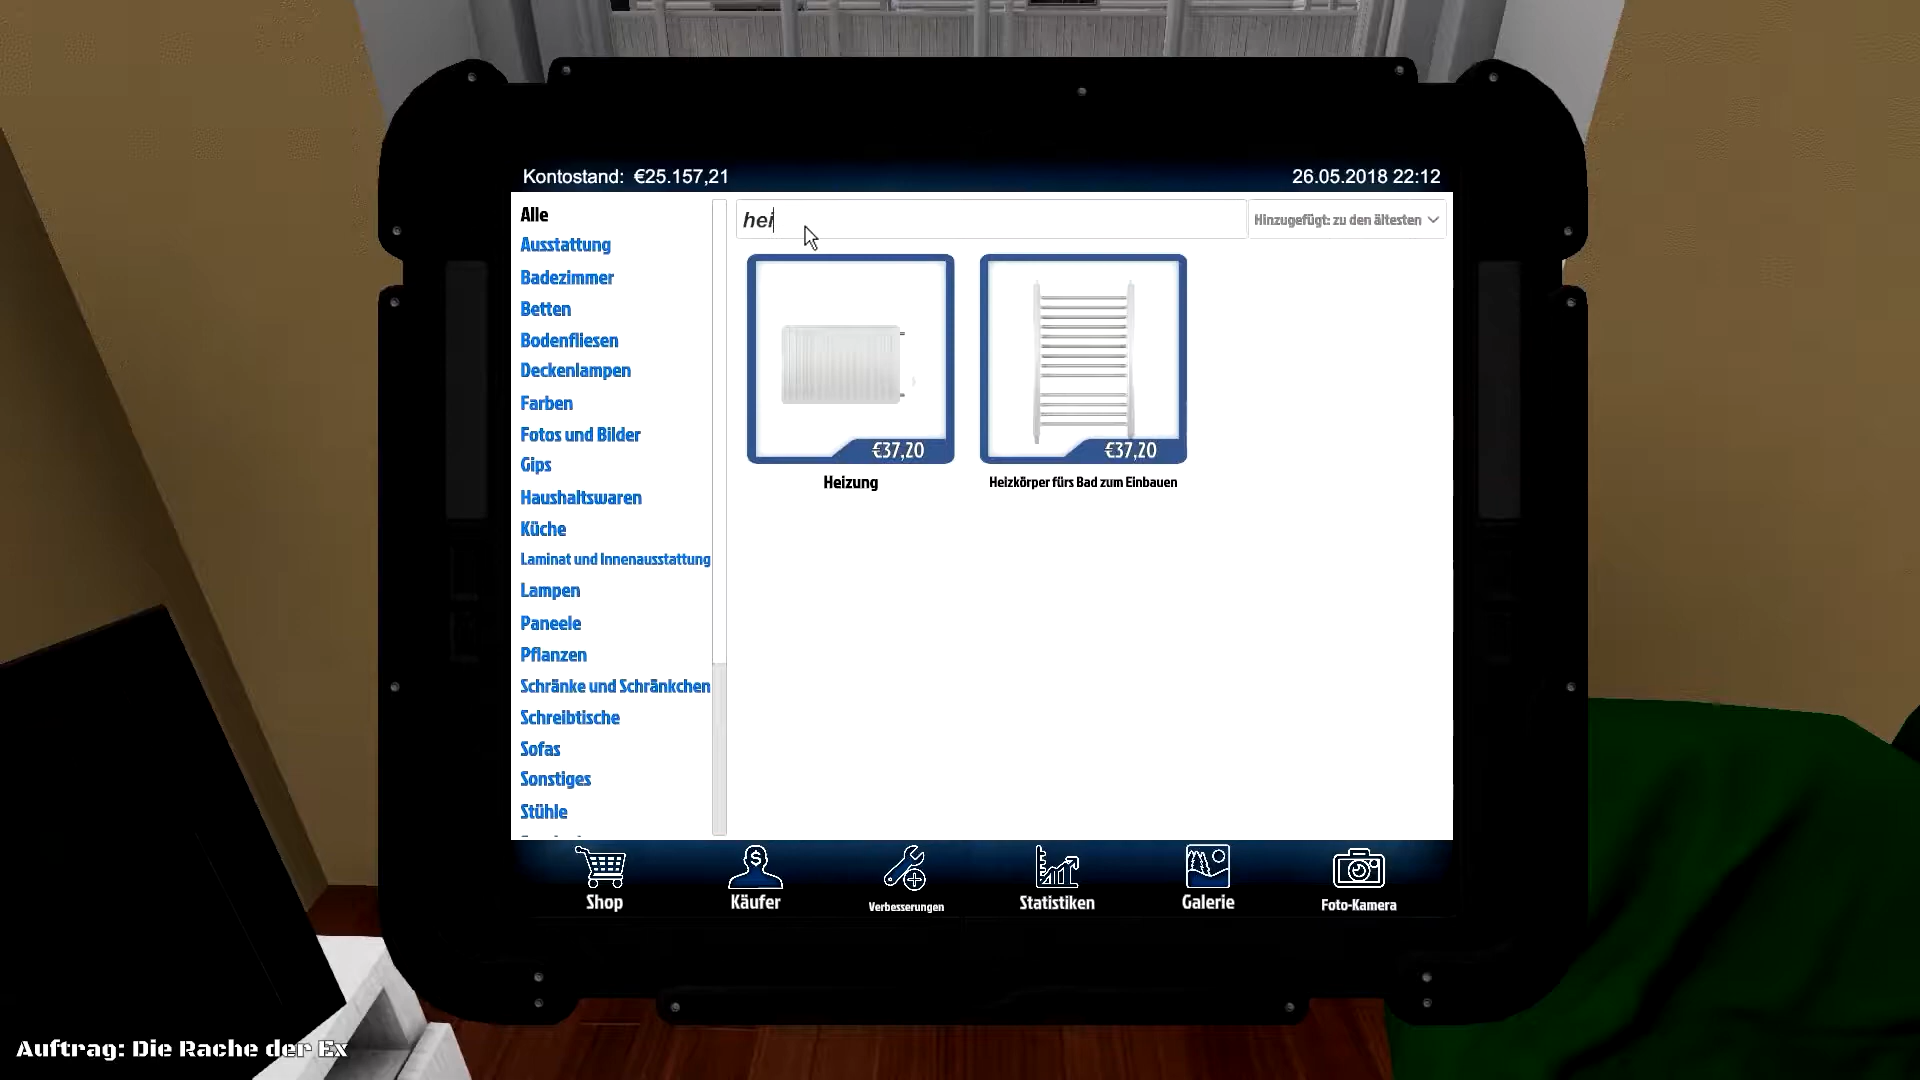 Kontostand: €25.157,21
26.05.2018 22:12
Alle
Ausstattung
Badezimmer
Betten
Bodenfliesen
Deckenlampen
Farben
Fotos und Bilder
Gips
Haushaltswaren
Küche
Laminat und Innenausstattung
Lampen
Paneele
Pflanzen
Schränke und Schränkchen
Schreibtische
Sofas
Sonstiges
Stühle
hei
Hinzugefügt: zu den ältesten
€37,20
Heizung
€37,20
Heizkörper fürs Bad zum Einbauen
Shop
Käufer
Verbesserungen
Statistiken
Galerie
Foto-Kamera
Auftrag: Die Rache der Ex